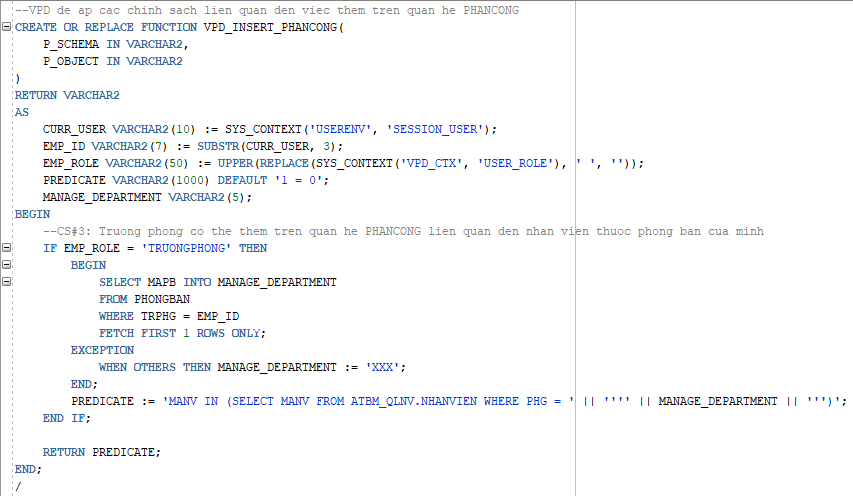 --VPD de ap cac chinh sach lien quan den viec them tren quan he PHANCONG
CREATE OR REPLACE FUNCTION VPD_INSERT_PHANCONG(
    P_SCHEMA IN VARCHAR2,
    P_OBJECT IN VARCHAR2
)
RETURN VARCHAR2
AS
    CURR_USER VARCHAR2(10) := SYS_CONTEXT('USERENV', 'SESSION_USER');
    EMP_ID VARCHAR2(7) := SUBSTR(CURR_USER, 3);
    EMP_ROLE VARCHAR2(50) := UPPER(REPLACE(SYS_CONTEXT('VPD_CTX', 'USER_ROLE'), ' ', ''));
    PREDICATE VARCHAR2(1000) DEFAULT '1 = 0';
    MANAGE_DEPARTMENT VARCHAR2(5);
BEGIN
    --CS#3: Truong phong co the them tren quan he PHANCONG lien quan den nhan vien thuoc phong ban cua minh
    IF EMP_ROLE = 'TRUONGPHONG' THEN
        BEGIN
            SELECT MAPB INTO MANAGE_DEPARTMENT
            FROM PHONGBAN
            WHERE TRPHG = EMP_ID
            FETCH FIRST 1 ROWS ONLY;
        EXCEPTION
            WHEN OTHERS THEN MANAGE_DEPARTMENT := 'XXX';
        END;
        PREDICATE := 'MANV IN (SELECT MANV FROM ATBM_QLNV.NHANVIEN WHERE PHG = ' || '''' || MANAGE_DEPARTMENT || ''')';
    END IF;

    RETURN PREDICATE;
END;
/